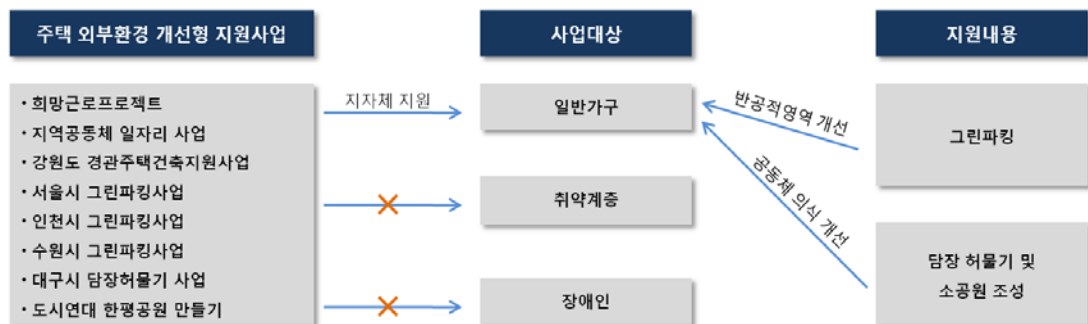 주택 외부환경 개선형 지원사업
사업대상
지원내용
· 희망근로프로젝트
· 지역공동체 일자리 사업
· 강원도 경관주택건축지원사업
· 서울시 그린파킹사업
· 인천시 그린파킹사업
· 수원시 그린파킹사업
· 대구시 담장허물기 사업
· 도시연대 한평공원 만들기
지자체 지원
일반가구
취약계층
장애인
반공적영역 개선
공동체 의식 개선
그린파킹
담장 허물기 및
소공원 조성